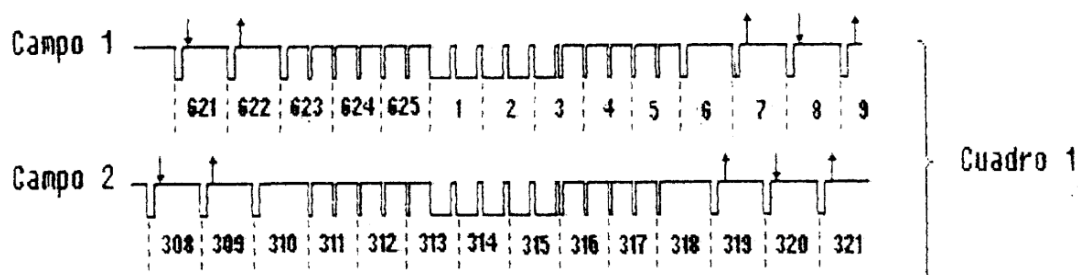 Campo 1
621 622 623 624 625 1 2 3 4 5 6 7 8 9
Campo 2
308 309 310 311 312 313 314 315 316 317 318 319 320 321
Cuadro 1